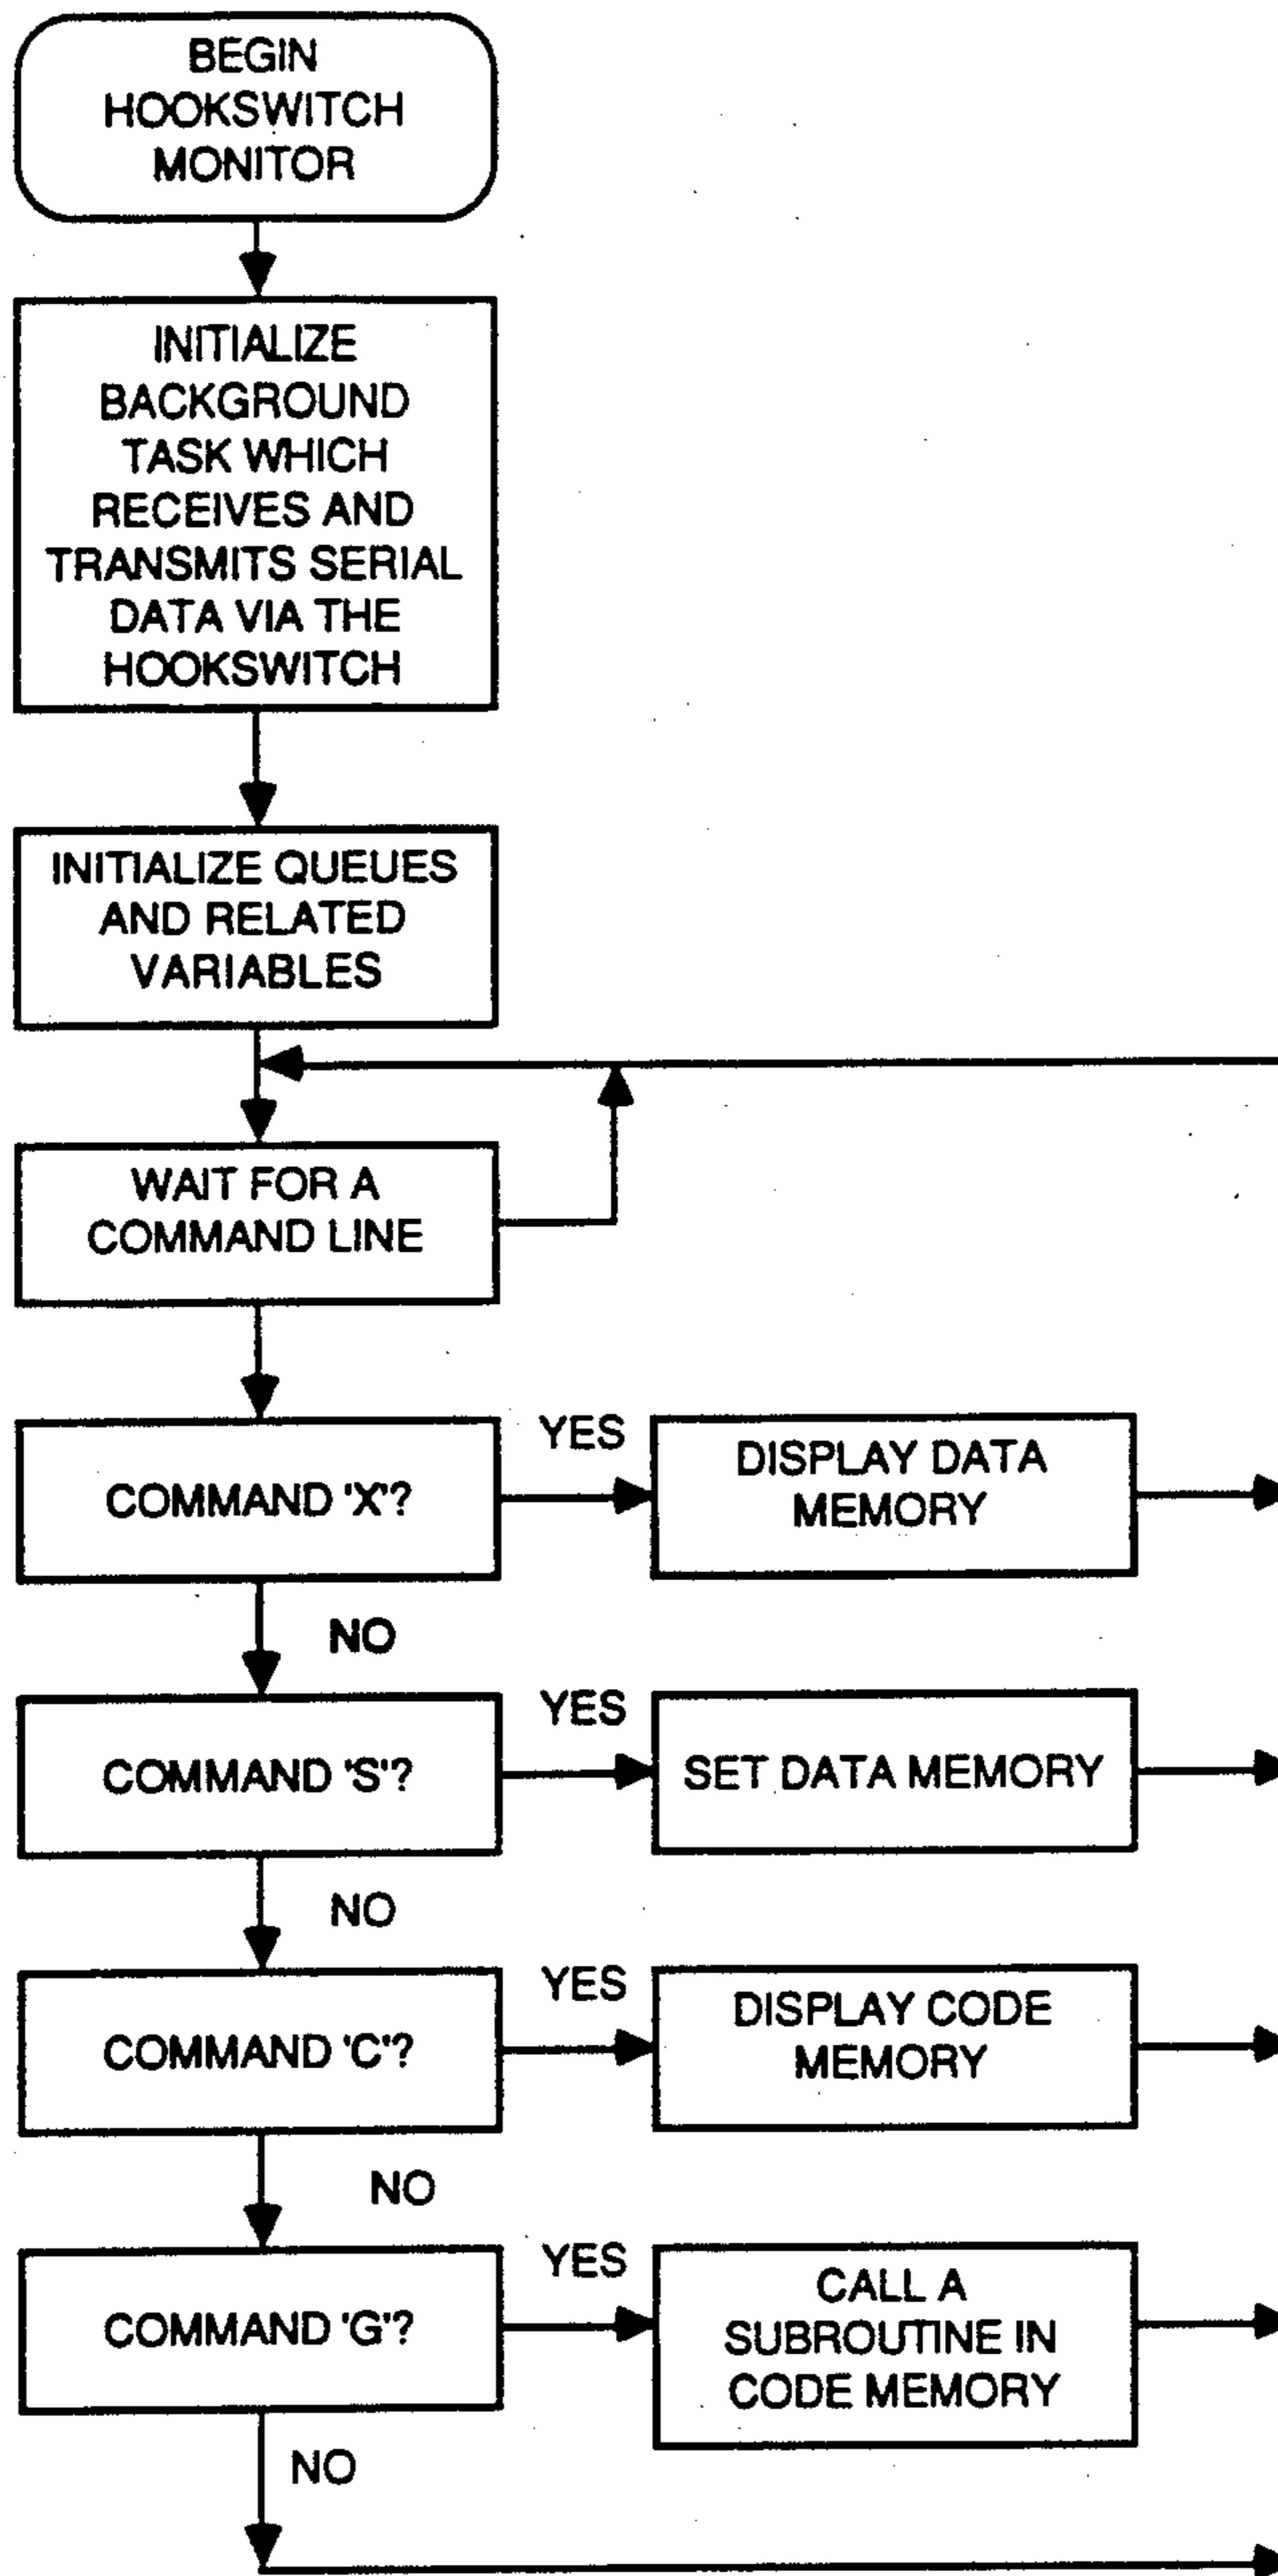 BEGIN
HOOKSWITCH
MONITOR
INITIALIZE
BACKGROUND
TASK WHICH
RECEIVES AND
TRANSMITS SERIAL
DATA VIA THE
HOOKSWITCH
INITIALIZE QUEUES
AND RELATED
VARIABLES
WAIT FOR A
COMMAND LINE
COMMAND 'X'?
YES
DISPLAY DATA
MEMORY
NO
COMMAND 'S'?
YES
SET DATA MEMORY
NO
COMMAND 'C'?
YES
DISPLAY CODE
MEMORY
NO
COMMAND 'G'?
YES
CALL A
SUBROUTINE IN
CODE MEMORY
NO